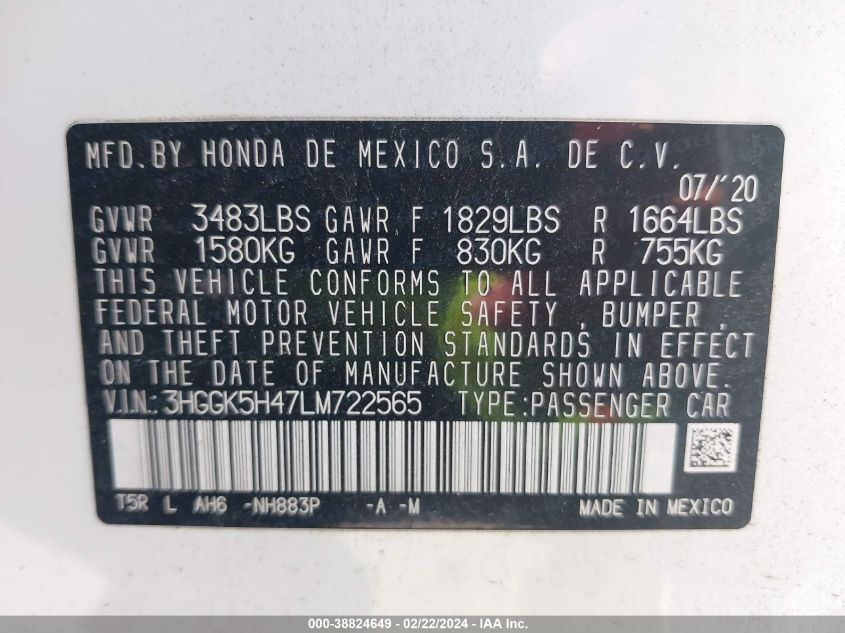 MFD.BY HONDA DE MEXICO S.A. DE C.V.
07/'20
GVWR 3483LBS GAWR F 1829LBS R 1664LBS
GVWR 1580KG GAWR F 830KG R 755KG
THIS VEHICLE CONFORMS TO ALL APPLICABLE
FEDERAL MOTOR VEHICLE SAFETY , BUMPER ,
AND THEFT PREVENTION STANDARDS IN EFFECT
ON THE DATE OF MANUFACTURE SHOWN ABOVE.
V.I.N.: 3HGGK5H47LM722565 TYPE:PASSENGER CAR
T5R L AH6 -NH883P -A -M MADE IN MEXICO
000-38824649 - 02/22/2024 - IAA Inc.